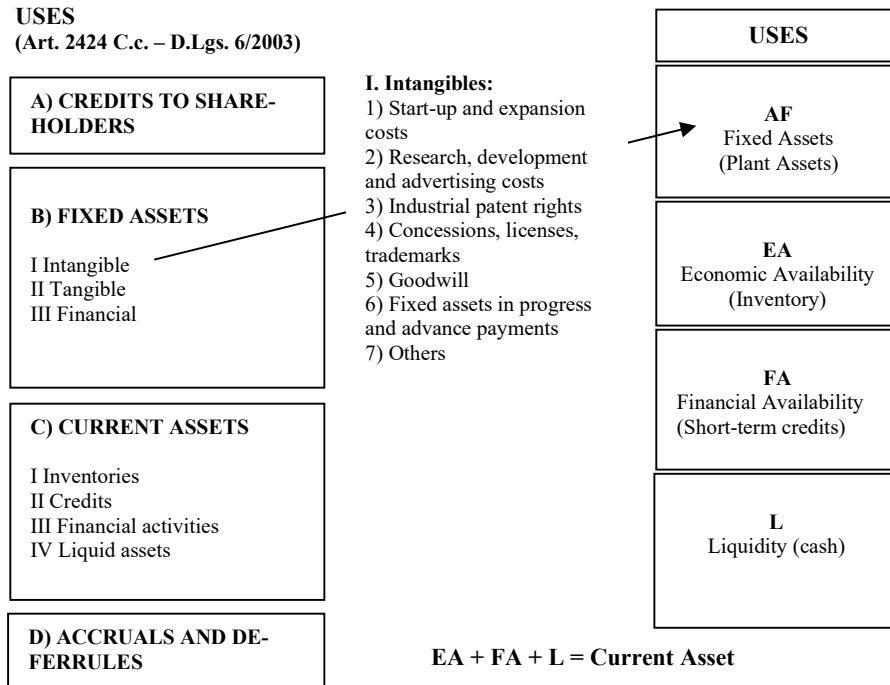 USES
(Art. 2424 C.c. – D.Lgs. 6/2003)
A) CREDITS TO SHARE-
HOLDERS
B) FIXED ASSETS
I Intangible
II Tangible
III Financial
C) CURRENT ASSETS
I Inventories
II Credits
III Financial activities
IV Liquid assets
D) ACCRUALS AND DE-
FERRULES
I. Intangibles:
1) Start-up and expansion
costs
2) Research, development
and advertising costs
3) Industrial patent rights
4) Concessions, licenses,
trademarks
5) Goodwill
6) Fixed assets in progress
and advance payments
7) Others
USES
AF
Fixed Assets
(Plant Assets)
EA
Economic Availability
(Inventory)
FA
Financial Availability
(Short-term credits)
L
Liquidity (cash)
EA + FA + L = Current Asset